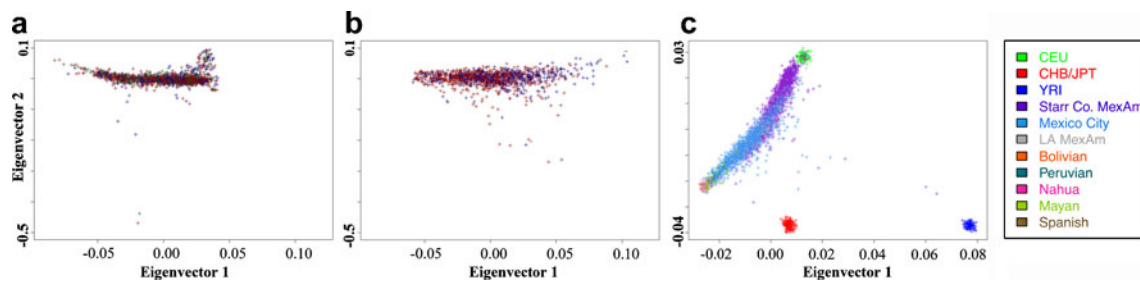 a
b
c
0.1
-0.5
Eigenvector 2
-0.05
0.00
0.05
0.10
Eigenvector 1
0.1
-0.5
-0.05
0.00
0.05
0.10
Eigenvector 1
0.03
-0.04
-0.02
0.00
0.02
0.04
0.06
0.08
Eigenvector 1
CEU
CHB/JPT
YRI
Starr Co. MexAm
Mexico City
LA MexAm
Bolivian
Peruvian
Nahua
Mayan
Spanish